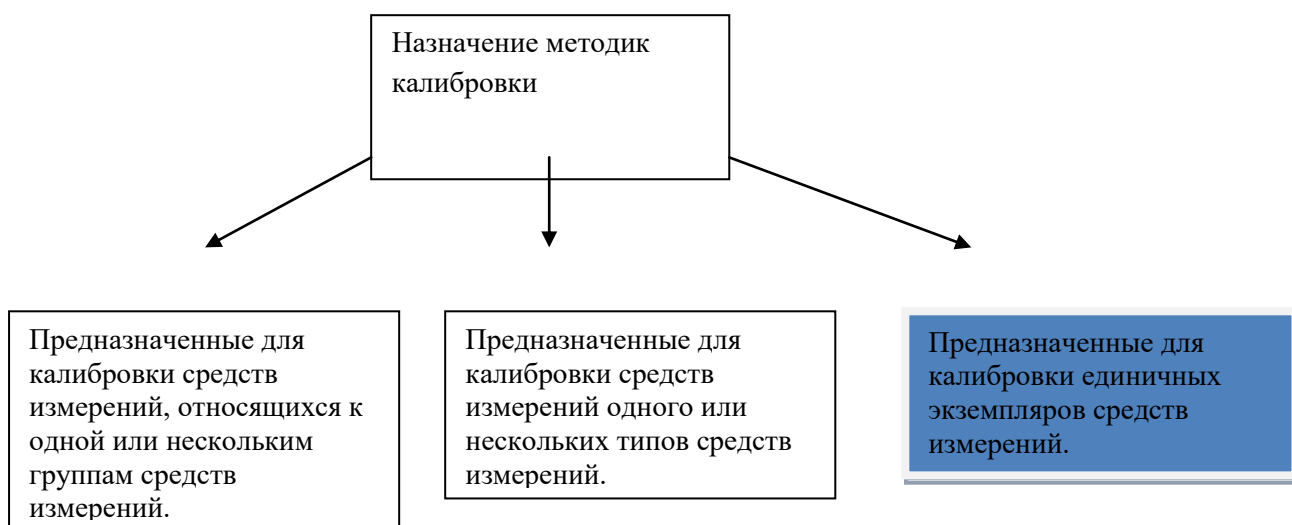 Назначение методик
калибровки
Предназначенные для
калибровки средств
измерений, относящихся к
одной или нескольким
группам средств
измерений.
Предназначенные для
калибровки средств
измерений одного или
нескольких типов средств
измерений.
Предназначенные для
калибровки единичных
экземпляров средств
измерений.